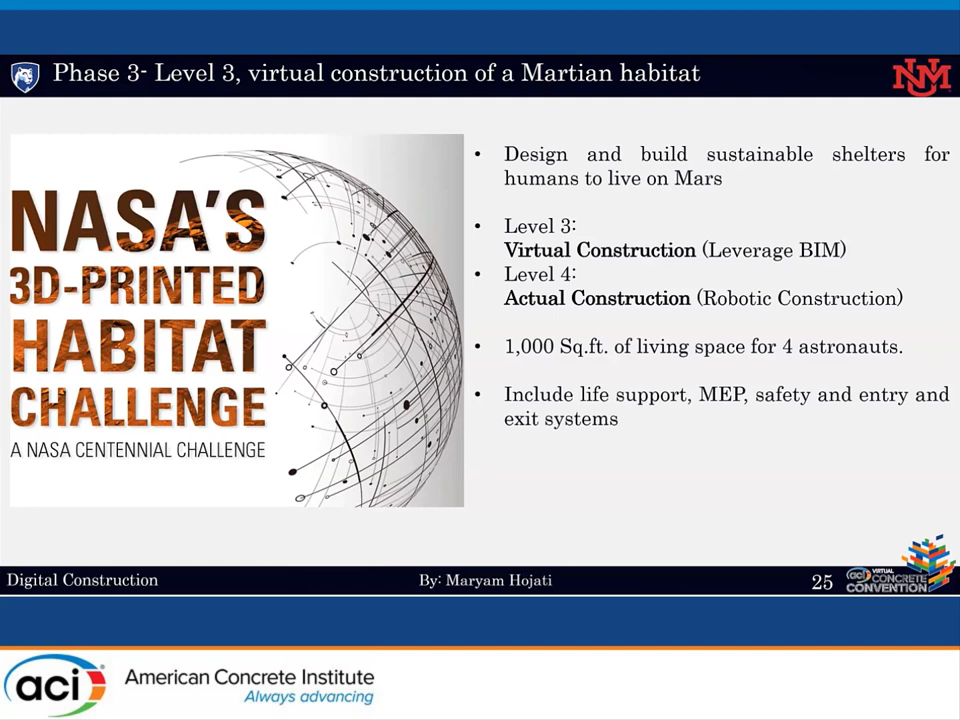 Phase 3- Level 3, virtual construction of a Martian habitat
NM
NASA'S
3D-PRINTED
HABITAT
CHALLENGE
A NASA CENTENNIAL CHALLENGE
• Design and build sustainable shelters for
humans to live on Mars
• Level 3:
Virtual Construction (Leverage BIM)
• Level 4:
Actual Construction (Robotic Construction)
• 1,000 Sq.ft. of living space for 4 astronauts.
• Include life support, MEP, safety and entry and
exit systems
Digital Construction
By: Maryam Hojati
25
aci VIRTUAL
CONCRETE
CONVENTION
aci
American Concrete Institute
Always advancing